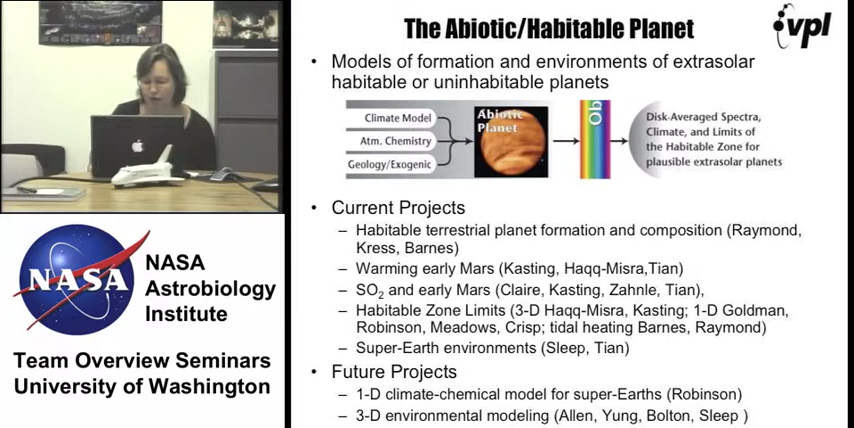 The Abiotic/Habitable Planet
vpl
• Models of formation and environments of extrasolar
habitable or uninhabitable planets
Climate Model
Atm. Chemistry
Geology/Exogenic
Abiotic
Planet
Ob
Disk-Averaged Spectra,
Climate, and Limits of
the Habitable Zone for
plausible extrasolar planets
• Current Projects
– Habitable terrestrial planet formation and composition (Raymond,
Kress, Barnes)
– Warming early Mars (Kasting, Haqq-Misra,Tian)
– SO2 and early Mars (Claire, Kasting, Zahnle, Tian),
– Habitable Zone Limits (3-D Haqq-Misra, Kasting; 1-D Goldman,
Robinson, Meadows, Crisp; tidal heating Barnes, Raymond)
– Super-Earth environments (Sleep, Tian)
• Future Projects
– 1-D climate-chemical model for super-Earths (Robinson)
– 3-D environmental modeling (Allen, Yung, Bolton, Sleep )
NASA
NASA
Astrobiology
Institute
Team Overview Seminars
University of Washington